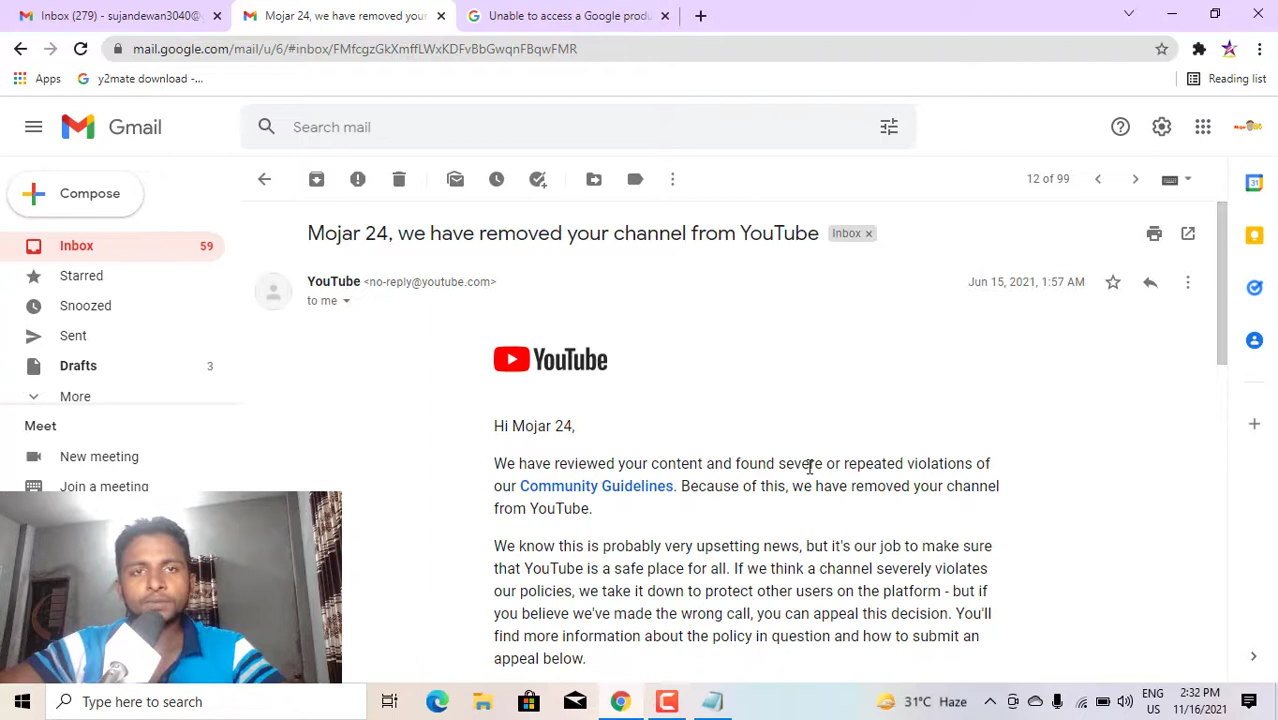 Inbox (279) - sujandewan3040@
Mojar 24, we have removed your
Unable to access a Google produ
mail.google.com/mail/u/6/#inbox/FMfcgzGkXmffLWxKDFvBbGwqnFBqwFMR
Apps
y2mate download -...
Reading list
Gmail
Search mail
Compose
12 of 99
Inbox 59
Starred
Snoozed
Sent
Drafts 3
More
Meet
New meeting
Join a meeting
Mojar 24, we have removed your channel from YouTube
Inbox x
YouTube <no-reply@youtube.com>
Jun 15, 2021, 1:57 AM
to me
YouTube
Hi Mojar 24,
We have reviewed your content and found severe or repeated violations of
our Community Guidelines. Because of this, we have removed your channel
from YouTube.
We know this is probably very upsetting news, but it's our job to make sure
that YouTube is a safe place for all. If we think a channel severely violates
our policies, we take it down to protect other users on the platform - but if
you believe we've made the wrong call, you can appeal this decision. You'll
find more information about the policy in question and how to submit an
appeal below.
31
Type here to search
31°C Haze
ENG
US
2:32 PM
11/16/2021